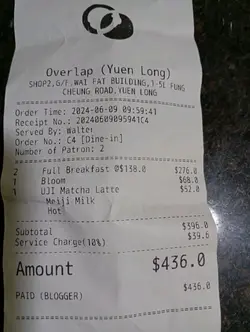 Overlap (Yuen Long)
SHOP2,G/F,WAI FAT BUILDING,1-5L FUNG
CHEUNG ROAD,YUEN LONG
Order Time: 2024-06-09 09:59:41
Receipt No.: 20240609095941C4
Served By: Walter
Order No.: C4 [Dine-in]
Number of Patron: 2
2 Full Breakfast @$138.0 $276.0
1 Bloom $68.0
1 UJI Matcha Latte $52.0
Meiji Milk
Hot
Subtotal $396.0
Service Charge(10%) $39.6
Amount $436.0
PAID (BLOGGER) $436.0